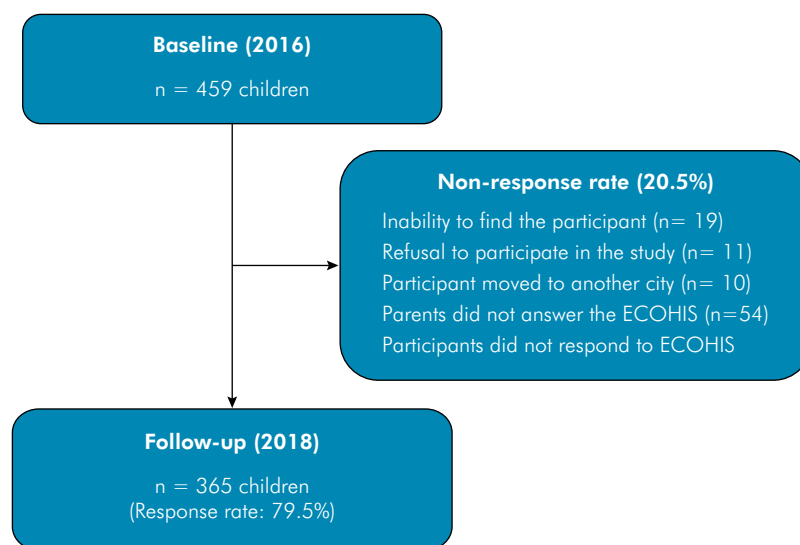 Baseline (2016)
n = 459 children
Non-response rate (20.5%)
Inability to find the participant (n= 19)
Refusal to participate in the study (n= 11)
Participant moved to another city (n= 10)
Parents did not answer the ECOHIS (n=54)
Participants did not respond to ECOHIS
Follow-up (2018)
n = 365 children
(Response rate: 79.5%)